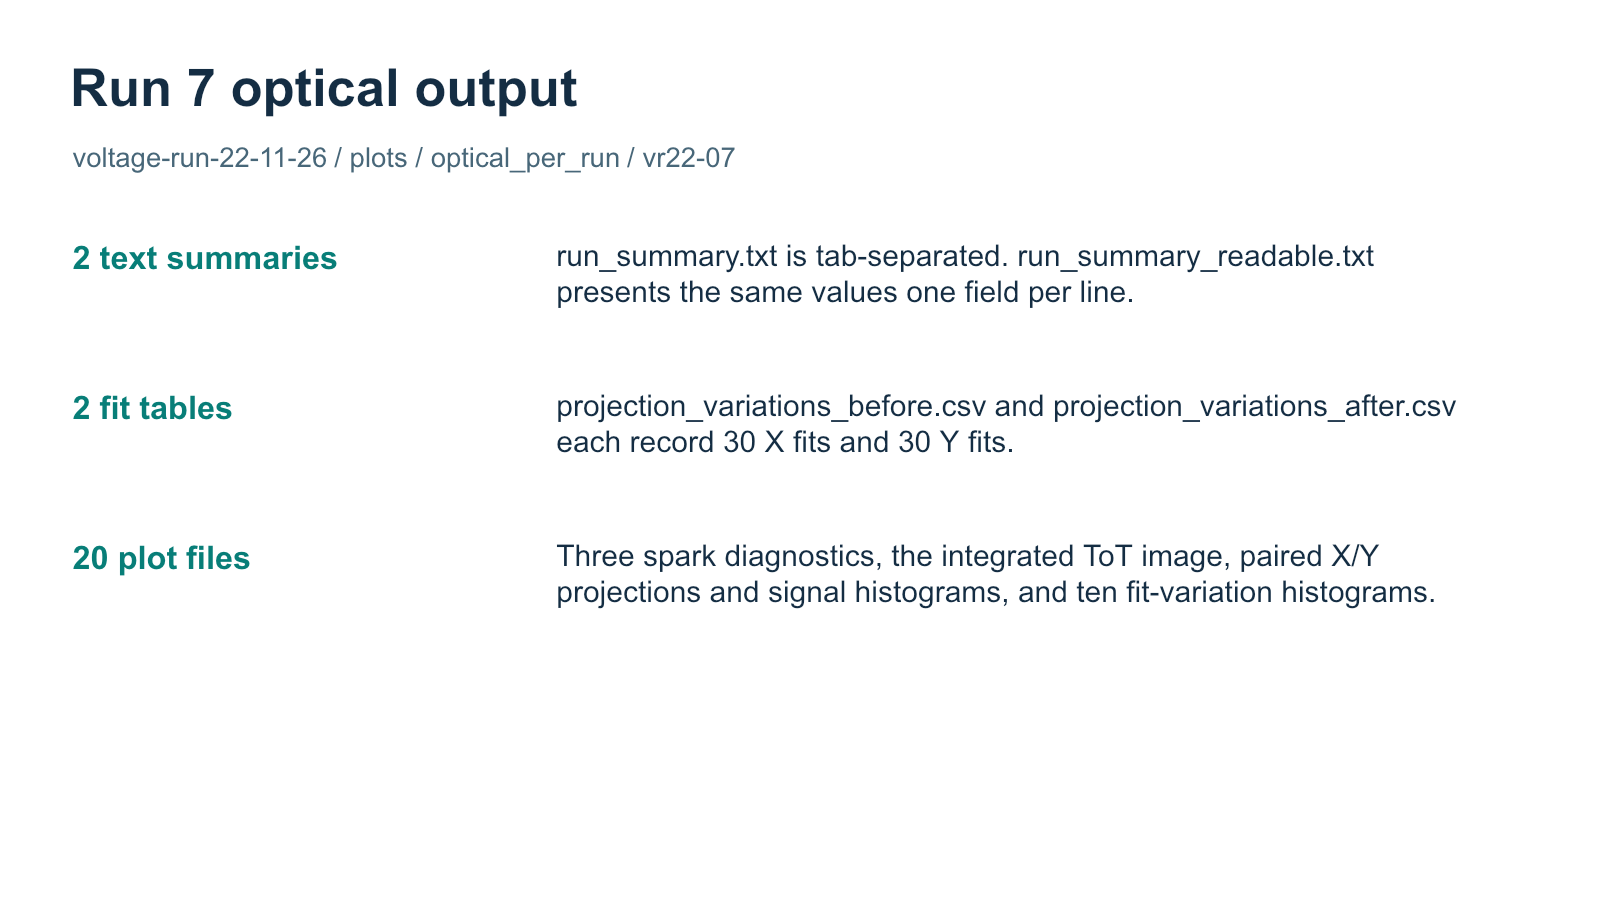 Run 7 optical output
voltage-run-22-11-26 / plots / optical_per_run / vr22-07
2 text summaries
run_summary.txt is tab-separated. run_summary_readable.txt
presents the same values one field per line.
2 fit tables
projection_variations_before.csv and projection_variations_after.csv
each record 30 X fits and 30 Y fits.
20 plot files
Three spark diagnostics, the integrated ToT image, paired X/Y
projections and signal histograms, and ten fit-variation histograms.